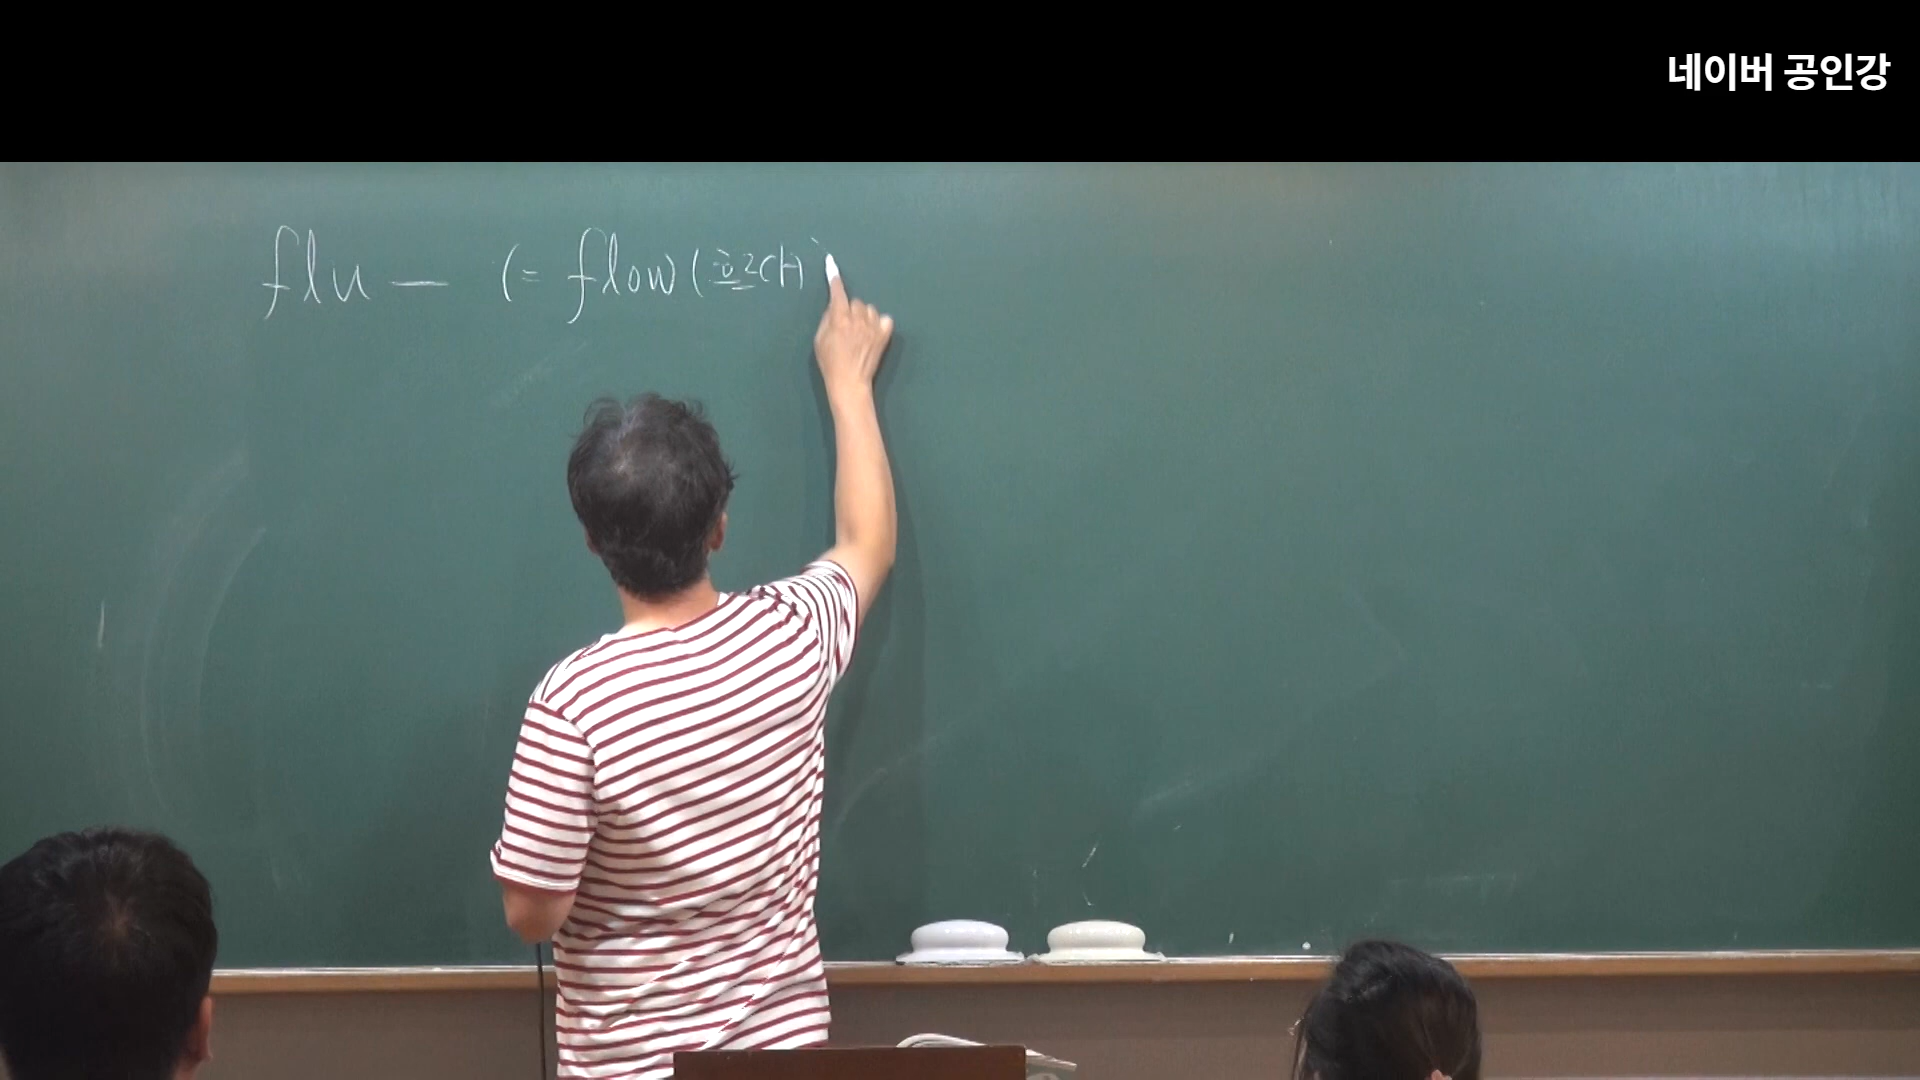 네이버 공인강
flu — (= flow (흐르다)